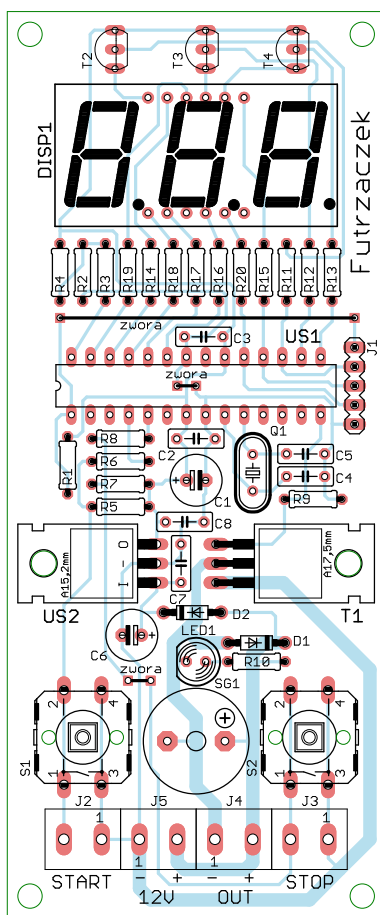 T2 T3 T4
DISP1
Futrzaczek
R4 R2 R3 R19 R14 R18 R17 R16 R20 R15 R11 R12 R13
zwora
US1
C3
J1
zwora
R8
C2
Q1
R1
R6
C5
R7
C4
R5
C1
R9
+
C8
A15,2mm
I - O
A17,5mm
C7
US2
T1
D2
LED1
C6
+
D1
R10
zwora
SG1
+
2 4
2 4
S1
S2
1 3
1 3
J2 J5 J4 J3
1
1
1
1
START
- +
- +
STOP
12V
OUT